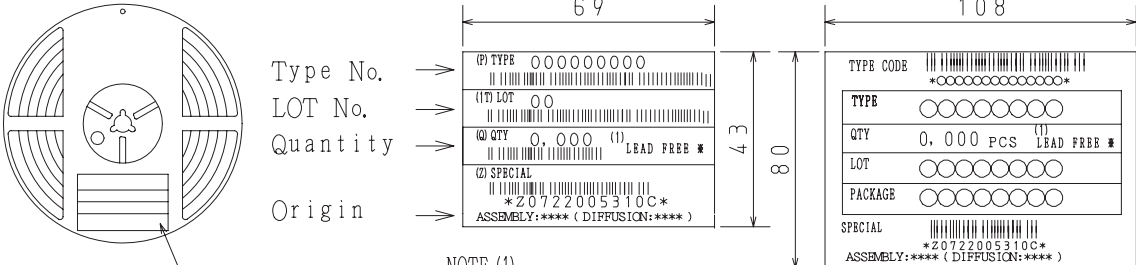 69
108
Type No.
LOT No.
Quantity
Origin
(P) TYPE 000000000
(1T) LOT 00
(Q) QTY 0,000 (1) LEAD FREE *
(Z) SPECIAL
*Z0722005310C*
ASSEMBLY:**** (DIFFUSION:****)
43
80
TYPE CODE
*○○○○○○○○○○○○○*
TYPE ○○○○○○○○
QTY 0,000 PCS (1) LEAD FREE *
LOT ○○○○○○○○
PACKAGE ○○○○○○○○
SPECIAL
*Z0722005310C*
ASSEMBLY:**** (DIFFUSION:****)
NOTE (1)